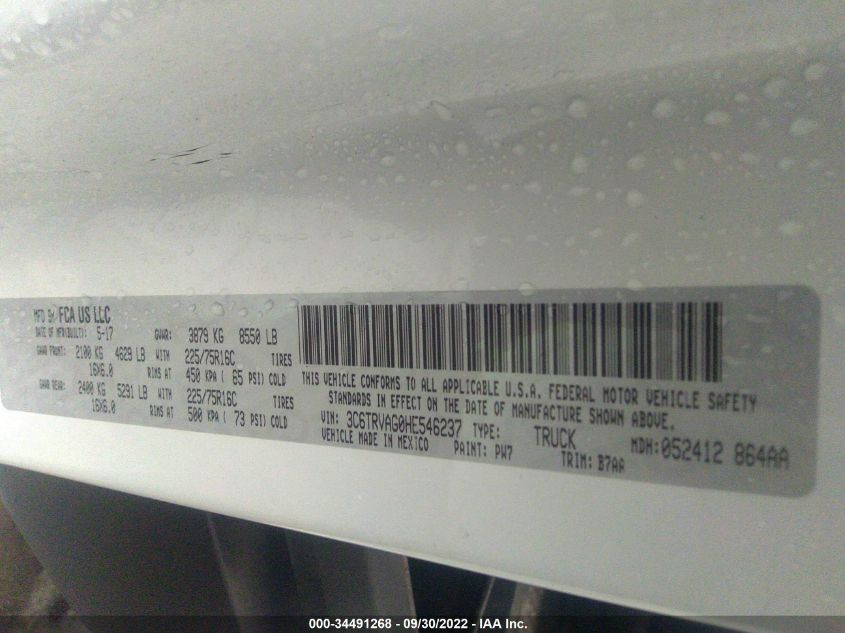 MFD BY FCA US LLC
DATE OF MFR(BUILT): 5-17 GVWR: 3879 KG 8550 LB
GAWR FRONT: 2100 KG 4629 LB WITH 225/75R16C TIRES
16X6.0 RIMS AT 450 KPA ( 65 PSI) COLD
GAWR REAR: 2400 KG 5291 LB WITH 225/75R16C TIRES
16X6.0 RIMS AT 500 KPA ( 73 PSI) COLD
THIS VEHICLE CONFORMS TO ALL APPLICABLE U.S.A. FEDERAL MOTOR VEHICLE SAFETY
STANDARDS IN EFFECT ON THE DATE OF MANUFACTURE SHOWN ABOVE.
VIN: 3C6TRVAG0HE546237 TYPE: TRUCK MDH:052412 864AA
VEHICLE MADE IN MEXICO PAINT: PW7 TRIM: B7AA
000-34491268 - 09/30/2022 - IAA Inc.